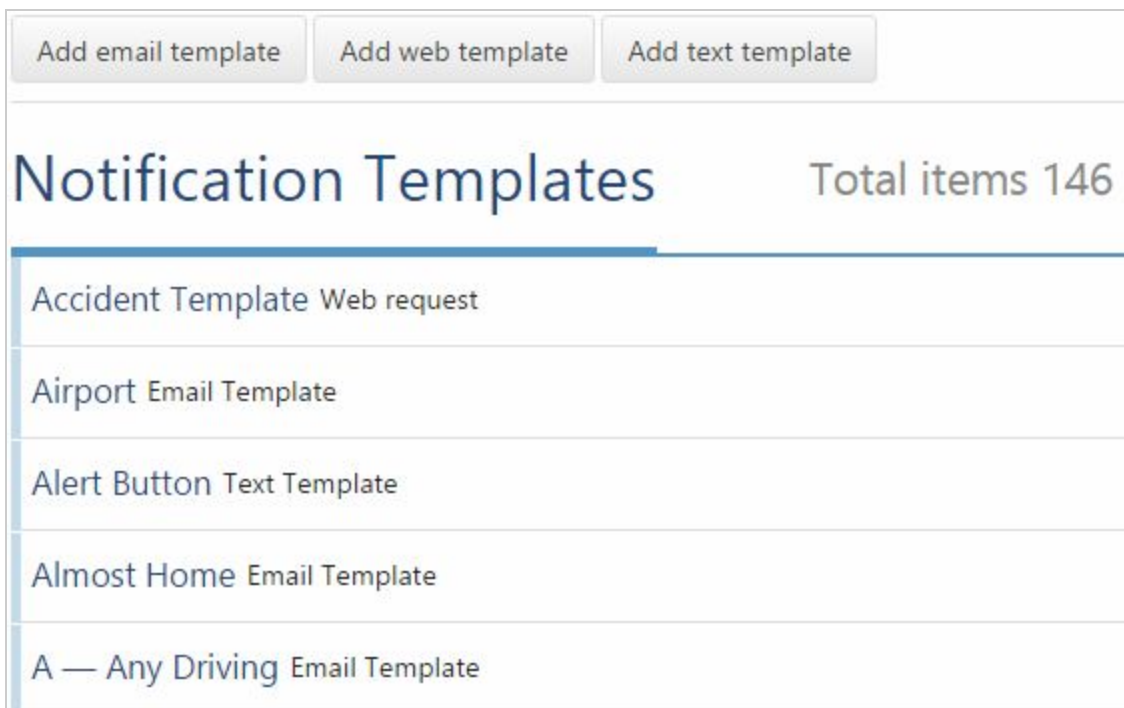 Add email template Add web template Add text template
Notification Templates Total items 146
Accident Template Web request
Airport Email Template
Alert Button Text Template
Almost Home Email Template
A — Any Driving Email Template